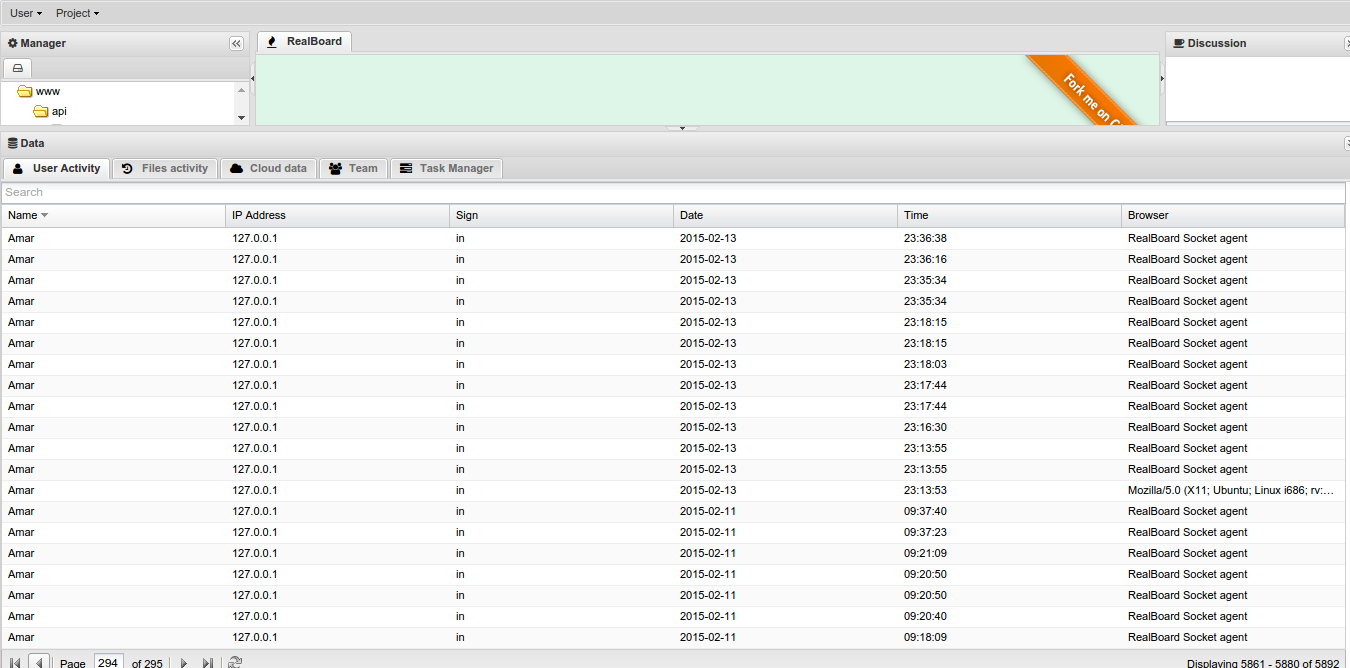 User Project
Manager RealBoard Discussion
Fork me on G
www
api
Data
User Activity Files activity Cloud data Team Task Manager
Search
Name IP Address Sign Date Time Browser
Amar 127.0.0.1 in 2015-02-13 23:36:38 RealBoard Socket agent
Amar 127.0.0.1 in 2015-02-13 23:36:16 RealBoard Socket agent
Amar 127.0.0.1 in 2015-02-13 23:35:34 RealBoard Socket agent
Amar 127.0.0.1 in 2015-02-13 23:35:34 RealBoard Socket agent
Amar 127.0.0.1 in 2015-02-13 23:18:15 RealBoard Socket agent
Amar 127.0.0.1 in 2015-02-13 23:18:15 RealBoard Socket agent
Amar 127.0.0.1 in 2015-02-13 23:18:03 RealBoard Socket agent
Amar 127.0.0.1 in 2015-02-13 23:17:44 RealBoard Socket agent
Amar 127.0.0.1 in 2015-02-13 23:17:44 RealBoard Socket agent
Amar 127.0.0.1 in 2015-02-13 23:16:30 RealBoard Socket agent
Amar 127.0.0.1 in 2015-02-13 23:13:55 RealBoard Socket agent
Amar 127.0.0.1 in 2015-02-13 23:13:55 RealBoard Socket agent
Amar 127.0.0.1 in 2015-02-13 23:13:53 Mozilla/5.0 (X11; Ubuntu; Linux i686; rv:...
Amar 127.0.0.1 in 2015-02-11 09:37:40 RealBoard Socket agent
Amar 127.0.0.1 in 2015-02-11 09:37:23 RealBoard Socket agent
Amar 127.0.0.1 in 2015-02-11 09:21:09 RealBoard Socket agent
Amar 127.0.0.1 in 2015-02-11 09:20:50 RealBoard Socket agent
Amar 127.0.0.1 in 2015-02-11 09:20:50 RealBoard Socket agent
Amar 127.0.0.1 in 2015-02-11 09:20:40 RealBoard Socket agent
Amar 127.0.0.1 in 2015-02-11 09:18:09 RealBoard Socket agent
Page 294 of 295 Displaying 5861 - 5880 of 5892